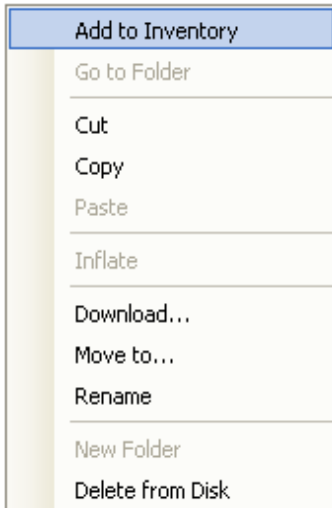 Add to Inventory
Go to Folder
Cut
Copy
Paste
Inflate
Download...
Move to...
Rename
New Folder
Delete from Disk